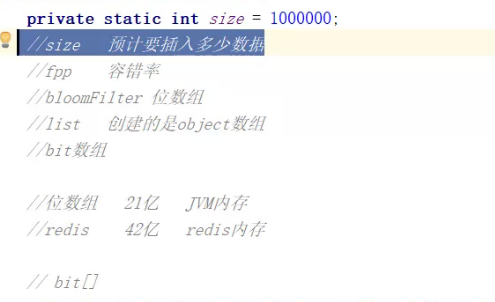 private static int size = 1000000;
//size 预计要插入多少数据
//fpp 容错率
//bloomFilter 位数组
//list 创建的是object数组
//bit数组
//位数组 21亿 JVM内存
//redis 42亿 redis内存
// bit[]